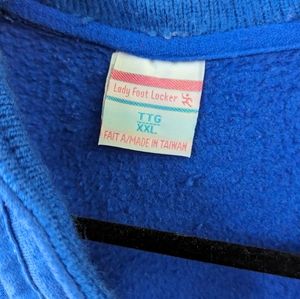 Lady Foot Locker
TTG
XXL
FAIT A/MADE IN TAIWAN